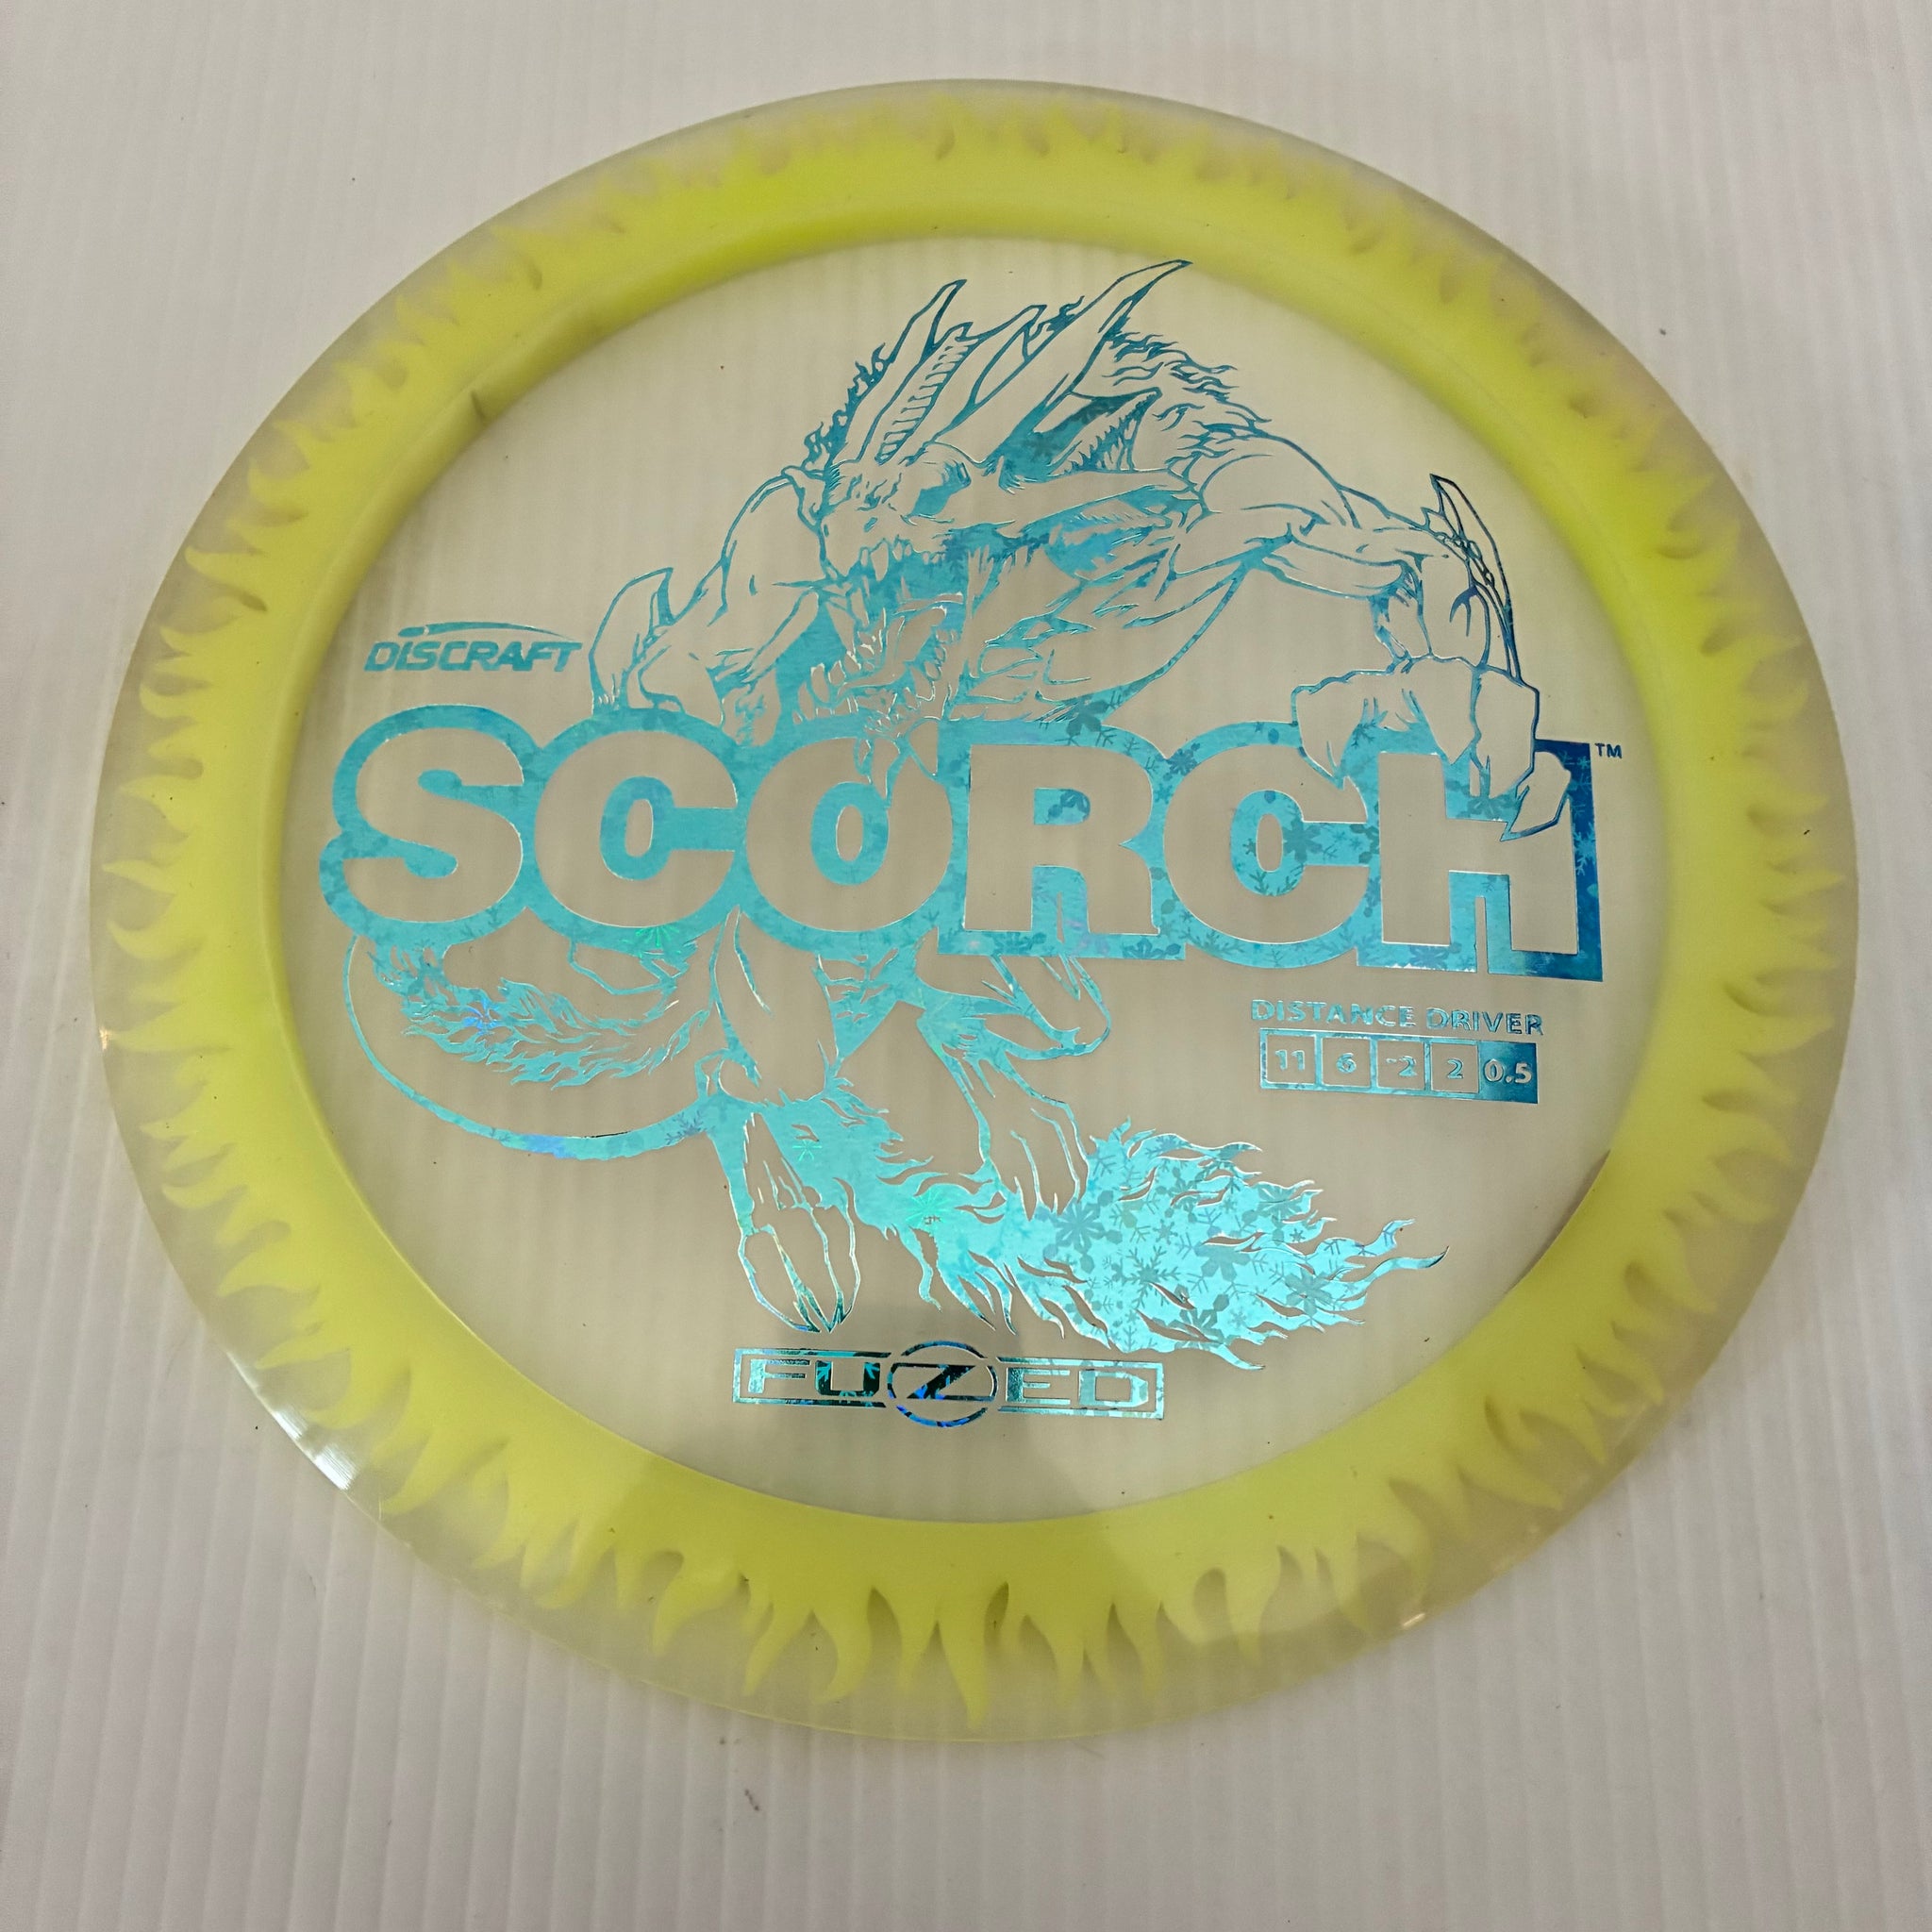 DISCRAFT
SCORCH™
DISTANCE DRIVER
11 6 -2 2 0.5
FUZED